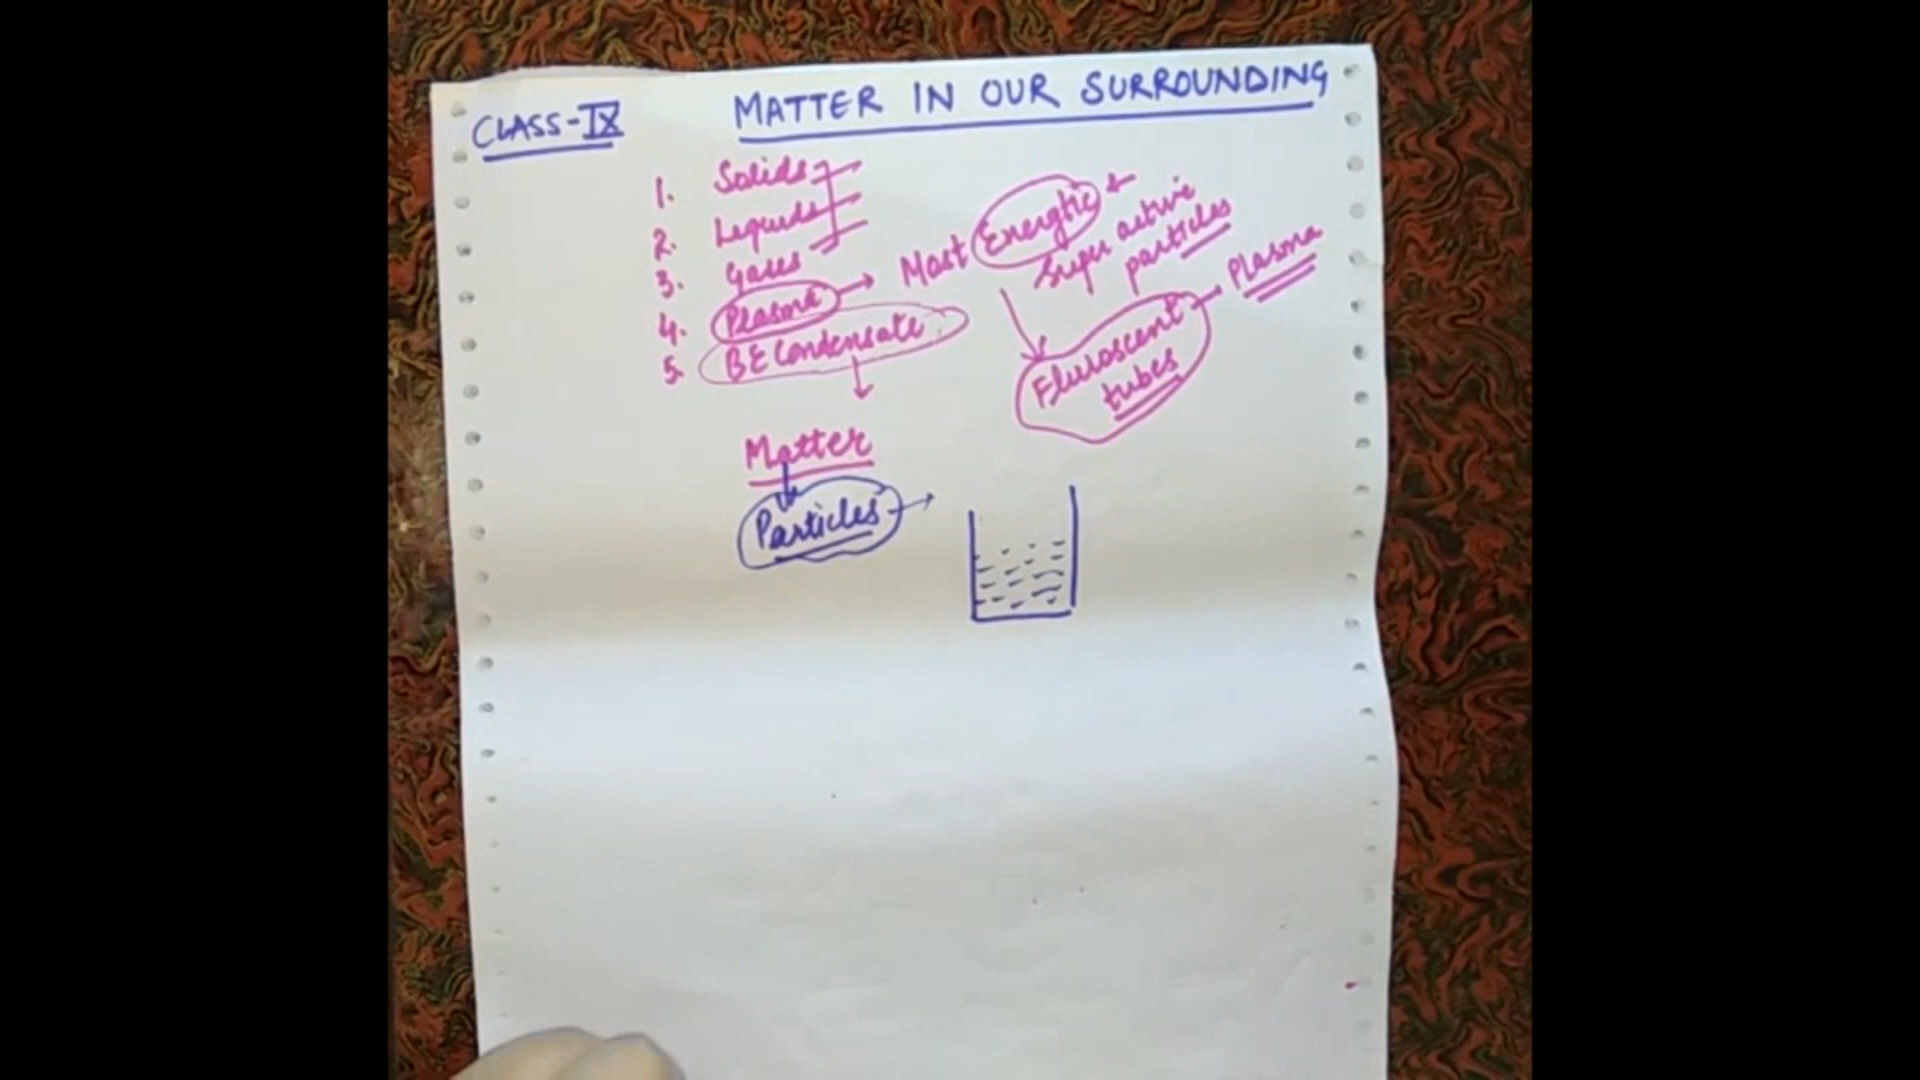 CLASS-IX
MATTER IN OUR SURROUNDING
1. Solids
2. Liquids
3. Gases
4. Plasma → Most Energtic &
Super active
particles
5. BE Condensate
Fluroscent
tubes
Plasma
Matter
Particles